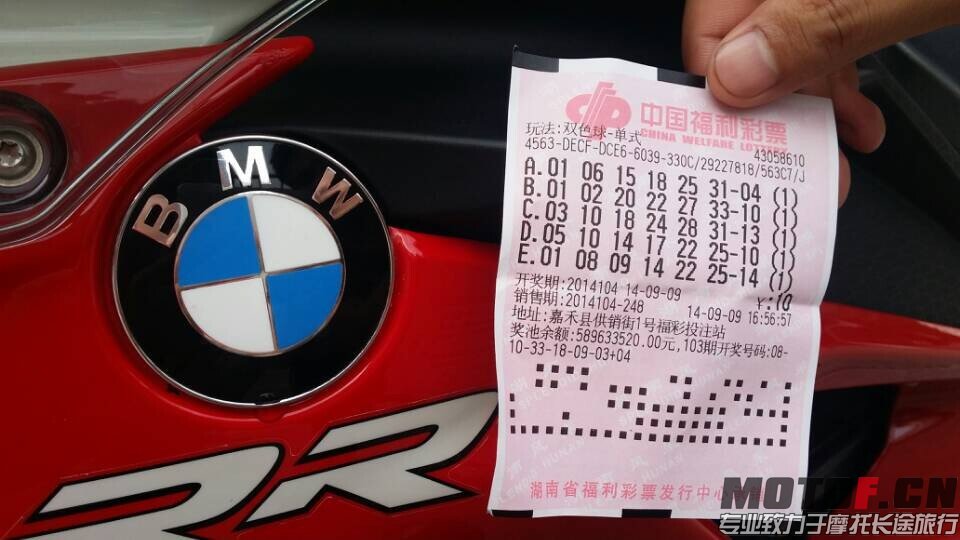 BMW
RR
中国福利彩票
CHINA WELFARE LOTTERY
玩法:双色球-单式
43058610
4563-DECF-DCE6-6039-330C/29227818/563C7/J
A.01 06 15 18 25 31-04 (1)
B.01 02 20 22 27 33-10 (1)
C.03 10 18 24 28 31-13 (1)
D.05 10 14 17 22 25-10 (1)
E.01 08 09 14 22 25-14 (1)
开奖期:2014104 14-09-09 ¥:10
销售期:2014104-248 14-09-09 16:56:57
地址:嘉禾县供销街1号福彩投注站
奖池余额:589633520.00元,103期开奖号码:08-
10-33-18-09-03+04
湖南省福利彩票发行中心
MOTOF.CN
专业致力于摩托长途旅行